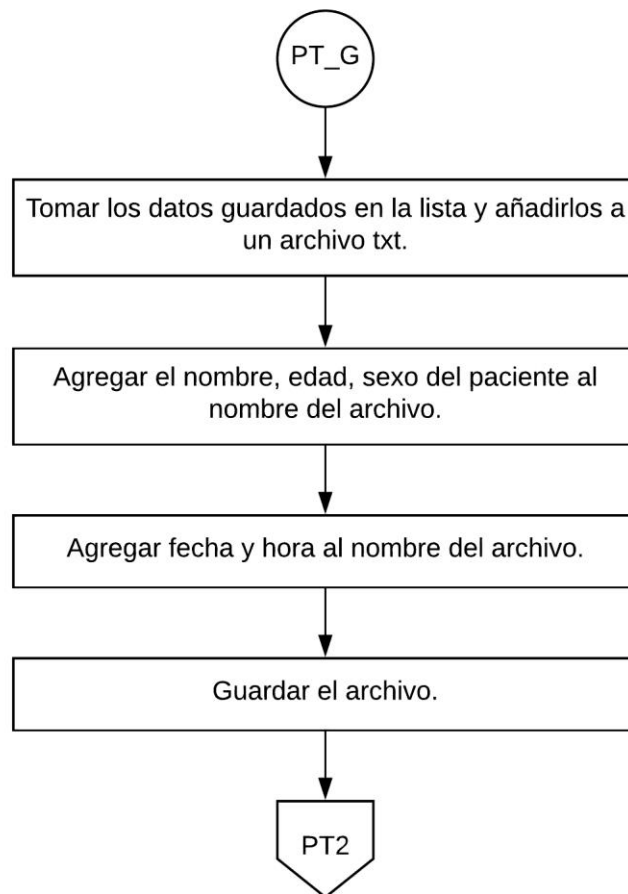 PT_G
Tomar los datos guardados en la lista y añadirlos a
un archivo txt.
Agregar el nombre, edad, sexo del paciente al
nombre del archivo.
Agregar fecha y hora al nombre del archivo.
Guardar el archivo.
PT2